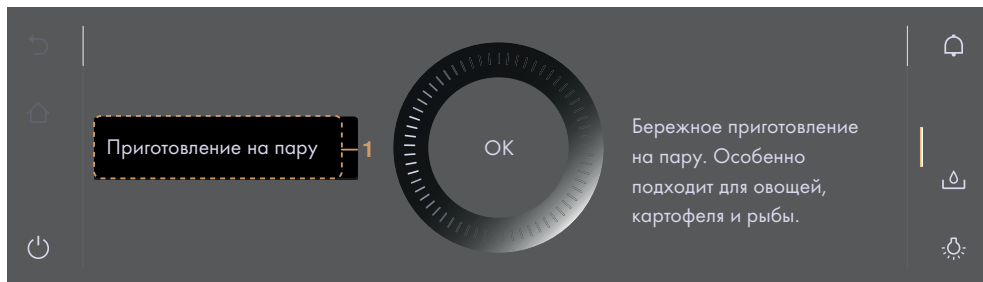 Приготовление на пару
1
OK
Бережное приготовление
на пару. Особенно
подходит для овощей,
картофеля и рыбы.